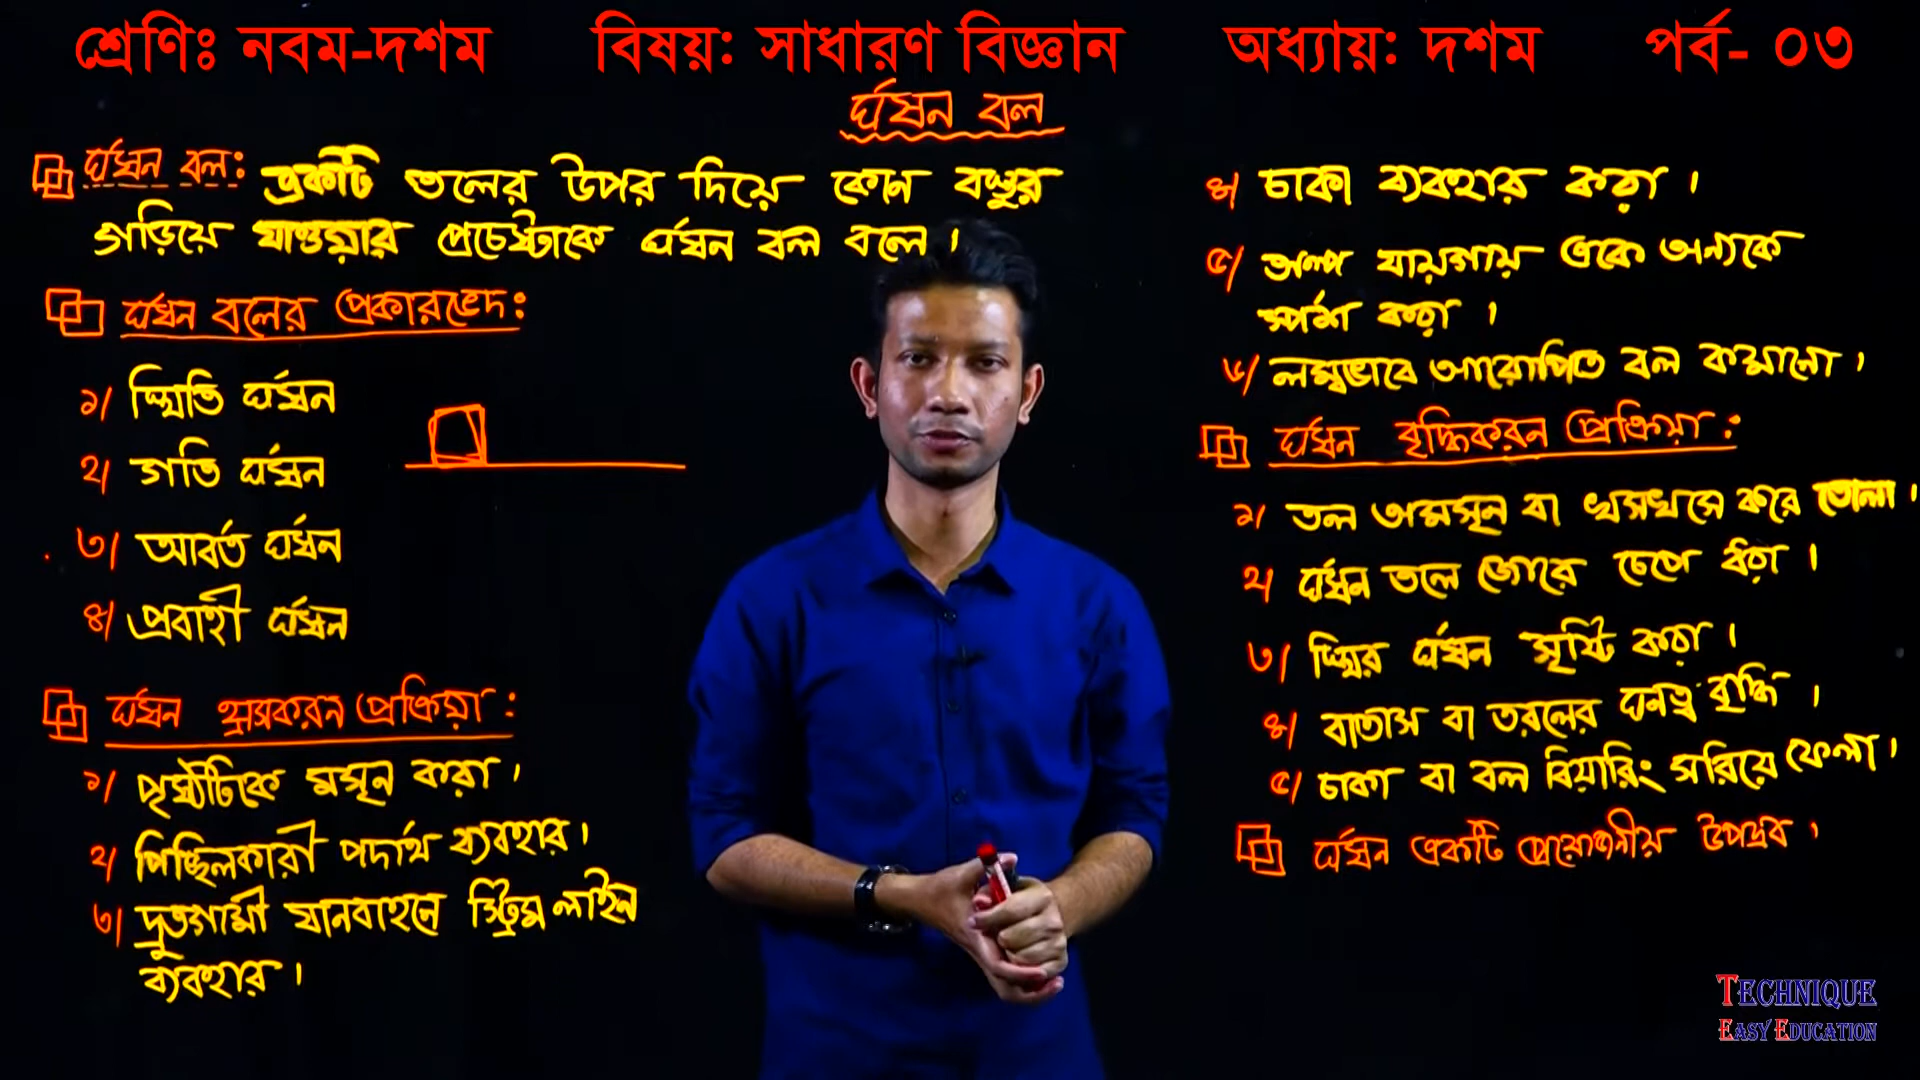 শ্রেণিঃ নবম-দশম বিষয়: সাধারণ বিজ্ঞান অধ্যায়: দশম পর্ব- ০৩
ঘর্ষন বল
ঘর্ষন বল: একটি তলের উপর দিয়ে কোন বস্তুর
গড়িয়ে যাওয়ার প্রচেষ্টাকে ঘর্ষন বল বলে।
ঘর্ষন বলের প্রকারভেদ:
১/ স্থিতি ঘর্ষন
২/ গতি ঘর্ষন
৩/ আবর্ত ঘর্ষন
৪/ প্রবাহী ঘর্ষন
ঘর্ষন হ্রাসকরন প্রক্রিয়া:
১/ পৃষ্ঠটিকে মসৃন করা।
২/ পিচ্ছিলকারী পদার্থ ব্যবহার।
৩/ দ্রুতগামী যানবাহনে স্ট্রিম লাইন
ব্যবহার।
৪/ চাকা ব্যবহার করা।
৫/ অল্প যায়গায় একে অন্যকে
স্পর্শ করা।
৬/ লম্বভাবে আরোপিত বল কমানো।
ঘর্ষন বৃদ্ধিকরন প্রক্রিয়া:
১/ তল অমসৃন বা খসখসে করে তোলা।
২/ ঘর্ষন তলে জোরে চেপে ধরা।
৩/ স্থির ঘর্ষন সৃষ্টি করা।
৪/ বাতাস বা তরলের ঘনত্ব বৃদ্ধি।
৫/ চাকা বা বল বিয়ারিং সরিয়ে ফেলা।
ঘর্ষন একটি প্রয়োজনীয় উপদ্রব।
TECHNIQUE
EASY EDUCATION